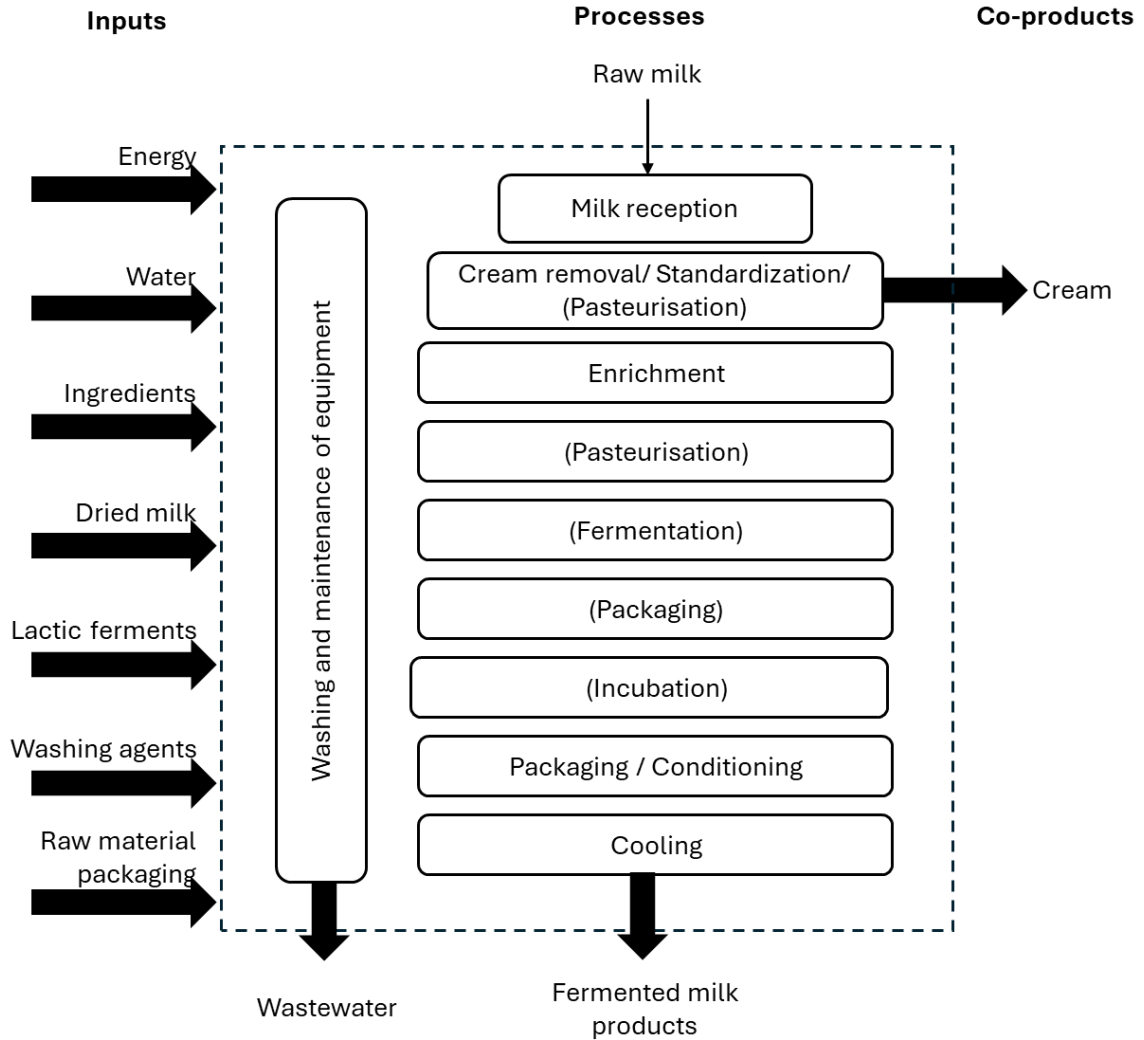 Inputs
Processes
Co-products
Raw milk
Energy
Water
Ingredients
Dried milk
Lactic ferments
Washing agents
Raw material
packaging
Washing and maintenance of equipment
Milk reception
Cream removal/ Standardization/
(Pasteurisation)
Cream
Enrichment
(Pasteurisation)
(Fermentation)
(Packaging)
(Incubation)
Packaging / Conditioning
Cooling
Wastewater
Fermented milk
products